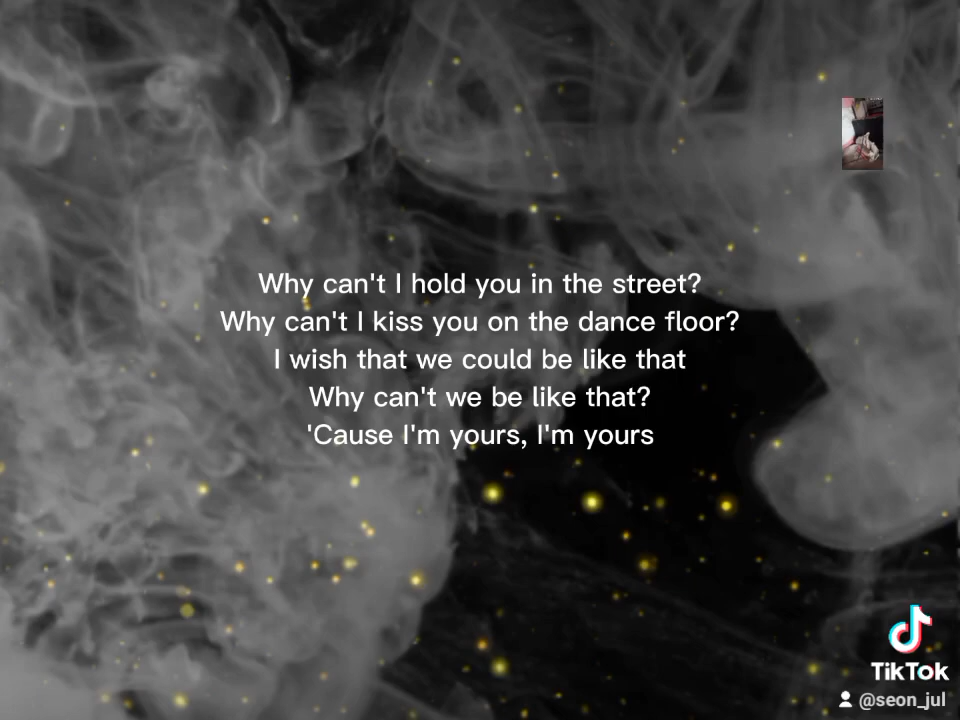 Why can't I hold you in the street?
Why can't I kiss you on the dance floor?
I wish that we could be like that
Why can't we be like that?
'Cause I'm yours, I'm yours
TikTok
@seon_jul